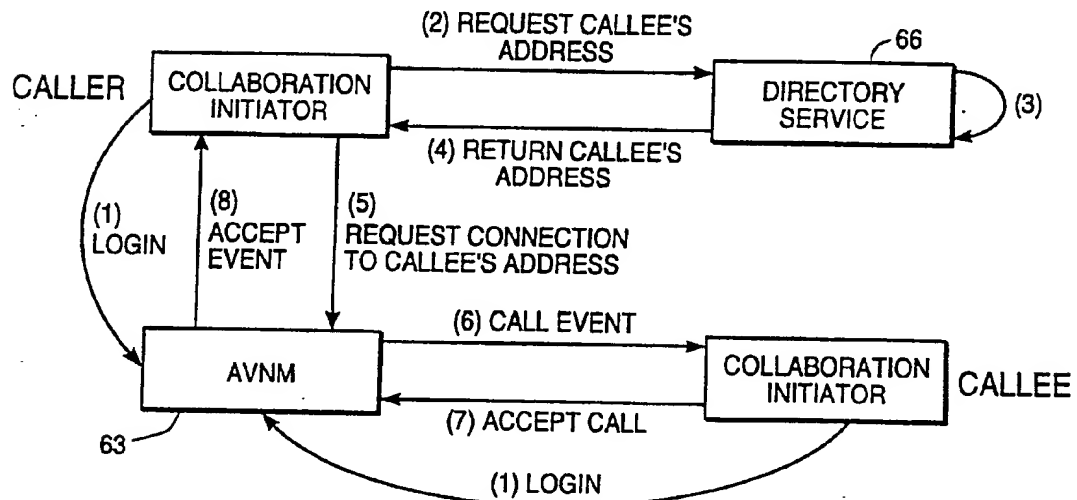 (2) REQUEST CALLEE'S
ADDRESS
66
CALLER
COLLABORATION
INITIATOR
DIRECTORY
SERVICE
(3)
(4) RETURN CALLEE'S
ADDRESS
(1)
LOGIN
(8)
ACCEPT
EVENT
(5)
REQUEST CONNECTION
TO CALLEE'S ADDRESS
(6) CALL EVENT
AVNM
COLLABORATION
INITIATOR
CALLEE
(7) ACCEPT CALL
63
(1) LOGIN